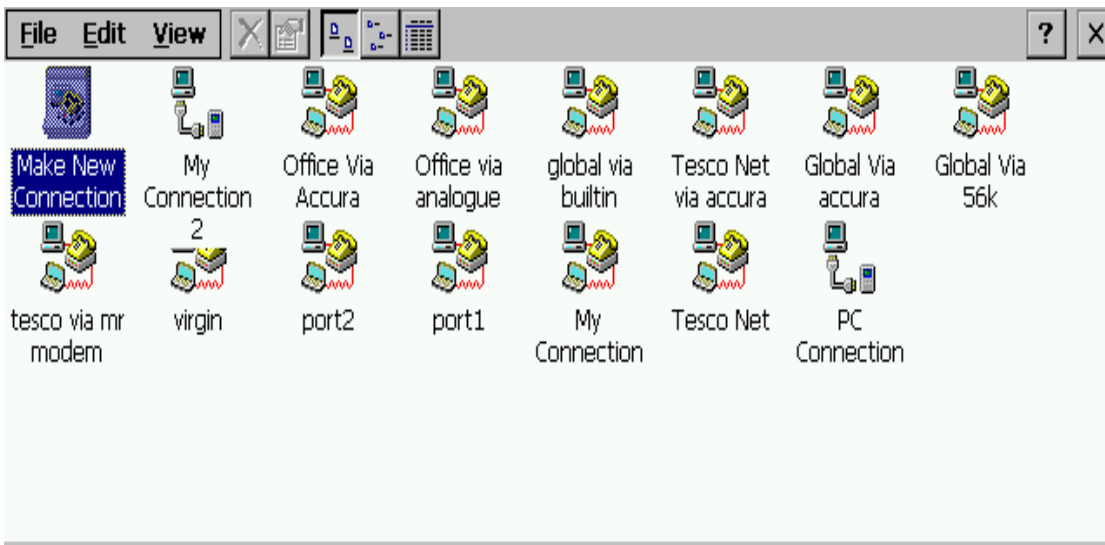 File Edit View ? X
Make New Connection
My Connection 2
Office Via Accura
Office via analogue
global via builtin
Tesco Net via accura
Global Via accura
Global Via 56k
tesco via mr modem
virgin
port2
port1
My Connection
Tesco Net
PC Connection